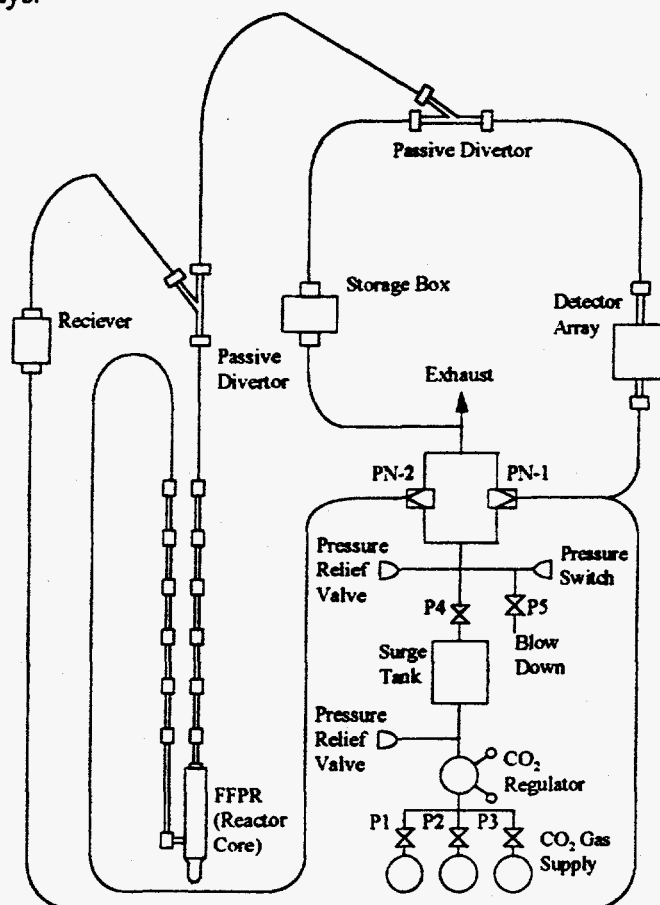 Passive Divertor
Storage Box
Reciever
Detector
Array
Passive
Divertor
Exhaust
PN-2
PN-1
Pressure
Relief
Valve
Pressure
Switch
P4
P5
Blow
Down
Surge
Tank
Pressure
Relief
Valve
CO₂
Regulator
FFPR
(Reactor
Core)
P1
P2
P3
CO₂ Gas
Supply